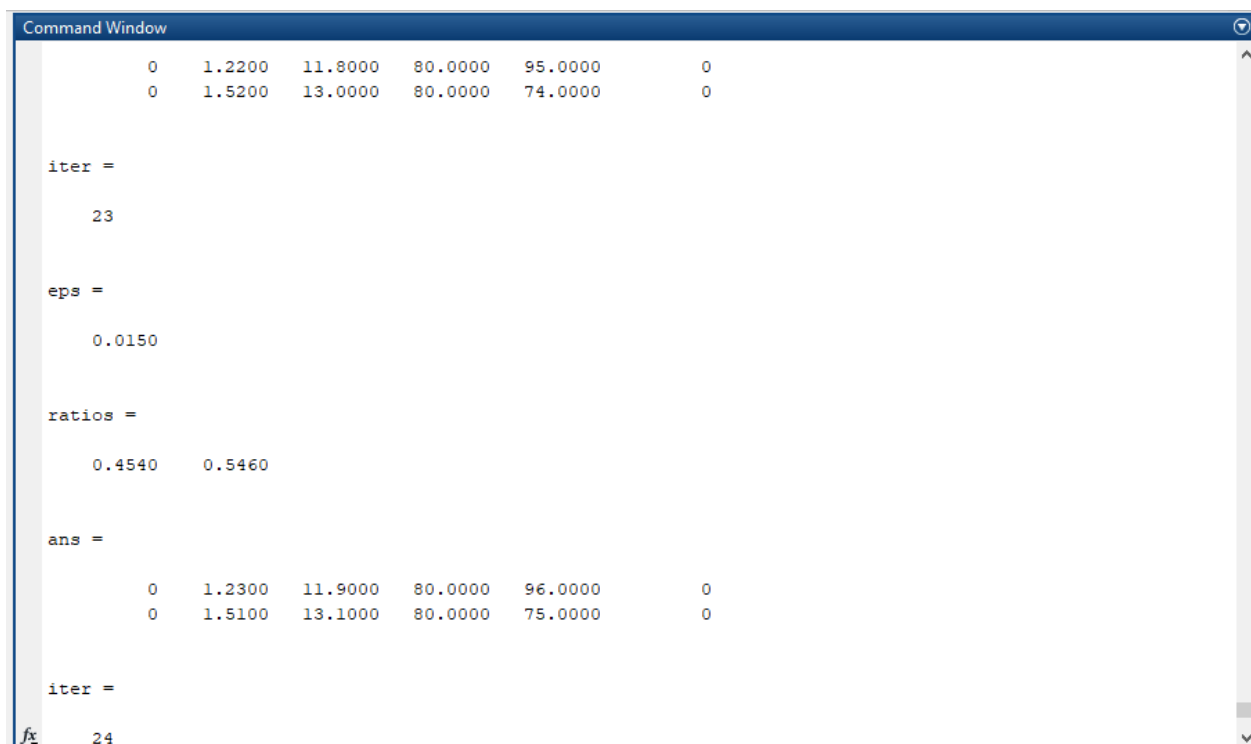 Command Window
0 1.2200 11.8000 80.0000 95.0000 0
0 1.5200 13.0000 80.0000 74.0000 0
iter =
23
eps =
0.0150
ratios =
0.4540 0.5460
ans =
0 1.2300 11.9000 80.0000 96.0000 0
0 1.5100 13.1000 80.0000 75.0000 0
iter =
fx 24